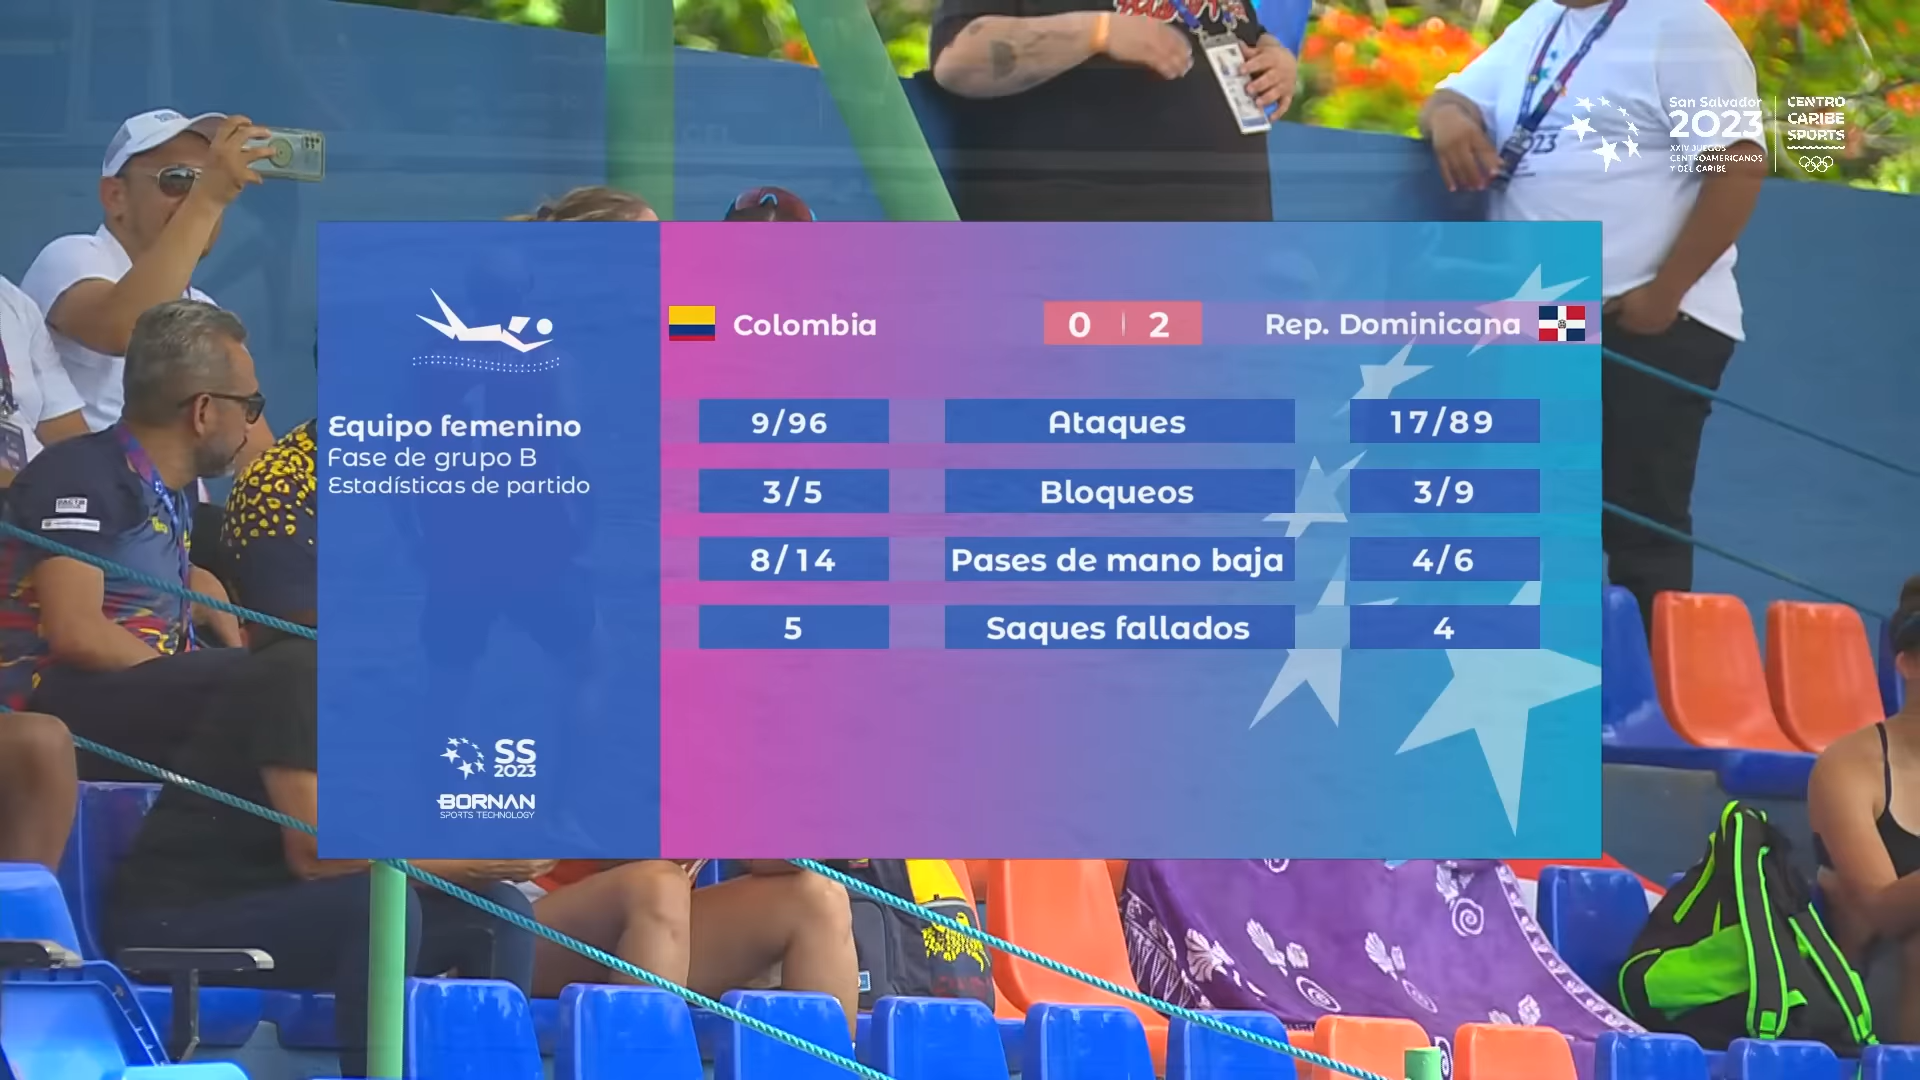 San Salvador
2023
XXIV JUEGOS
CENTROAMERICANOS
Y DEL CARIBE
CENTRO
CARIBE
SPORTS
Colombia
0 | 2
Rep. Dominicana
Equipo femenino
Fase de grupo B
Estadísticas de partido
9/96 Ataques 17/89
3/5 Bloqueos 3/9
8/14 Pases de mano baja 4/6
5 Saques fallados 4
SS
2023
BORNAN
SPORTS TECHNOLOGY